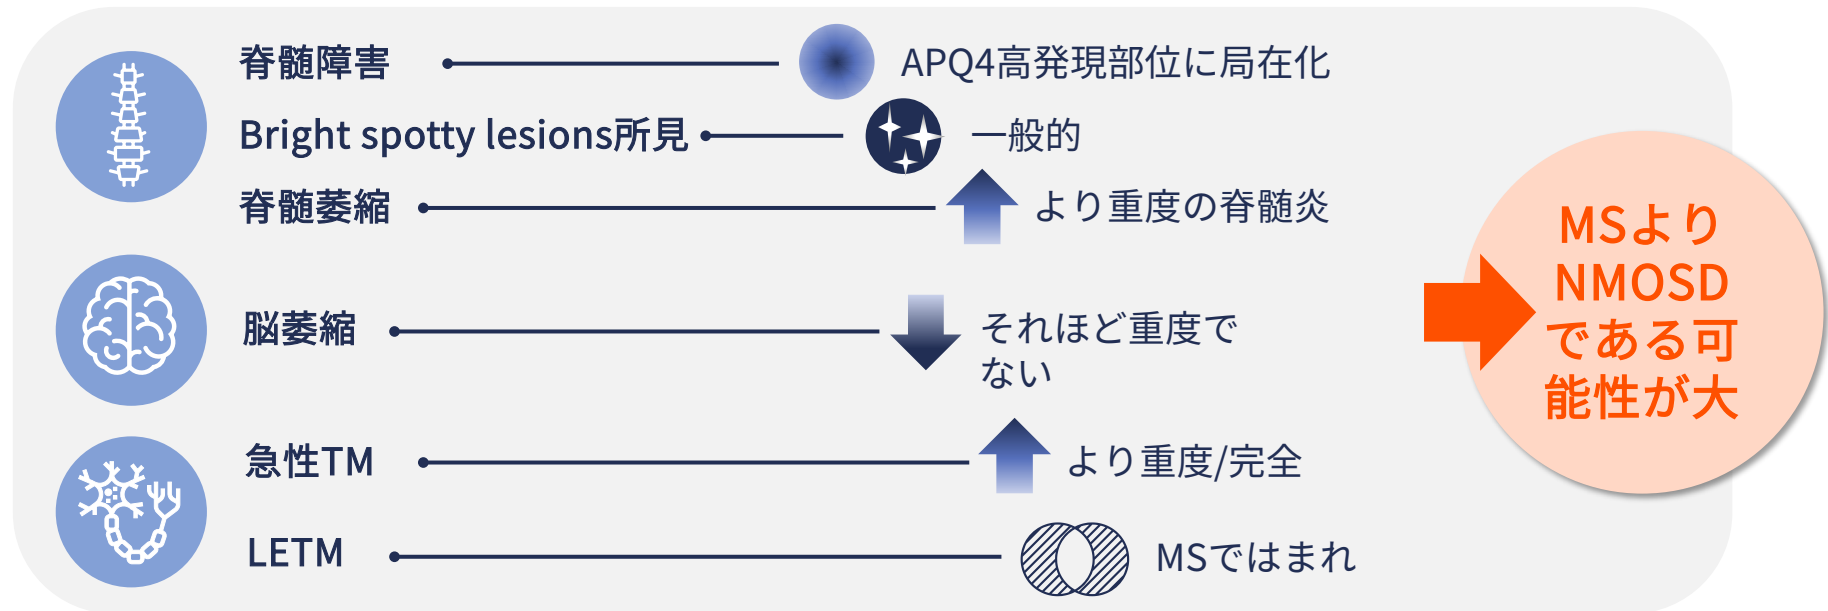 脊髄障害
APQ4高発現部位に局在化
Bright spotty lesions所見
一般的
脊髄萎縮
より重度の脊髄炎
脳萎縮
それほど重度で
ない
急性TM
より重度/完全
LETM
MSではまれ
MSより
NMOSD
である可
能性が大